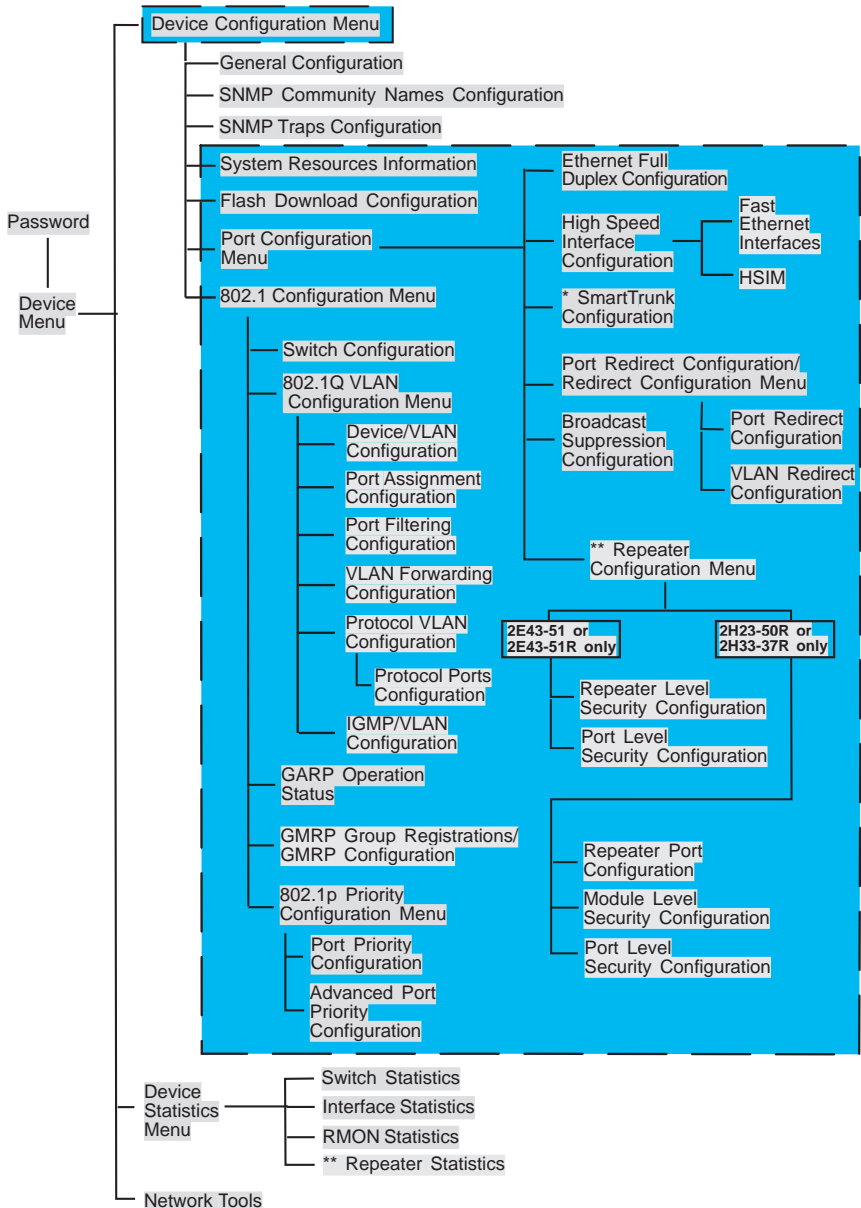 Device Configuration Menu
General Configuration
SNMP Community Names Configuration
SNMP Traps Configuration
System Resources Information
Flash Download Configuration
Port Configuration
Menu
802.1 Configuration Menu
Password
Device
Menu
Switch Configuration
802.1Q VLAN
Configuration Menu
Device/VLAN
Configuration
Port Assignment
Configuration
Port Filtering
Configuration
VLAN Forwarding
Configuration
Protocol VLAN
Configuration
Protocol Ports
Configuration
IGMP/VLAN
Configuration
GARP Operation
Status
GMRP Group Registrations/
GMRP Configuration
802.1p Priority
Configuration Menu
Port Priority
Configuration
Advanced Port
Priority
Configuration
Ethernet Full
Duplex Configuration
High Speed
Interface
Configuration
Fast
Ethernet
Interfaces
HSIM
* SmartTrunk
Configuration
Port Redirect Configuration/
Redirect Configuration Menu
Port Redirect
Configuration
VLAN Redirect
Configuration
Broadcast
Suppression
Configuration
** Repeater
Configuration Menu
2E43-51 or
2E43-51R only
2H23-50R or
2H33-37R only
Repeater Level
Security Configuration
Port Level
Security Configuration
Repeater Port
Configuration
Module Level
Security Configuration
Port Level
Security Configuration
Device
Statistics
Menu
Switch Statistics
Interface Statistics
RMON Statistics
** Repeater Statistics
Network Tools